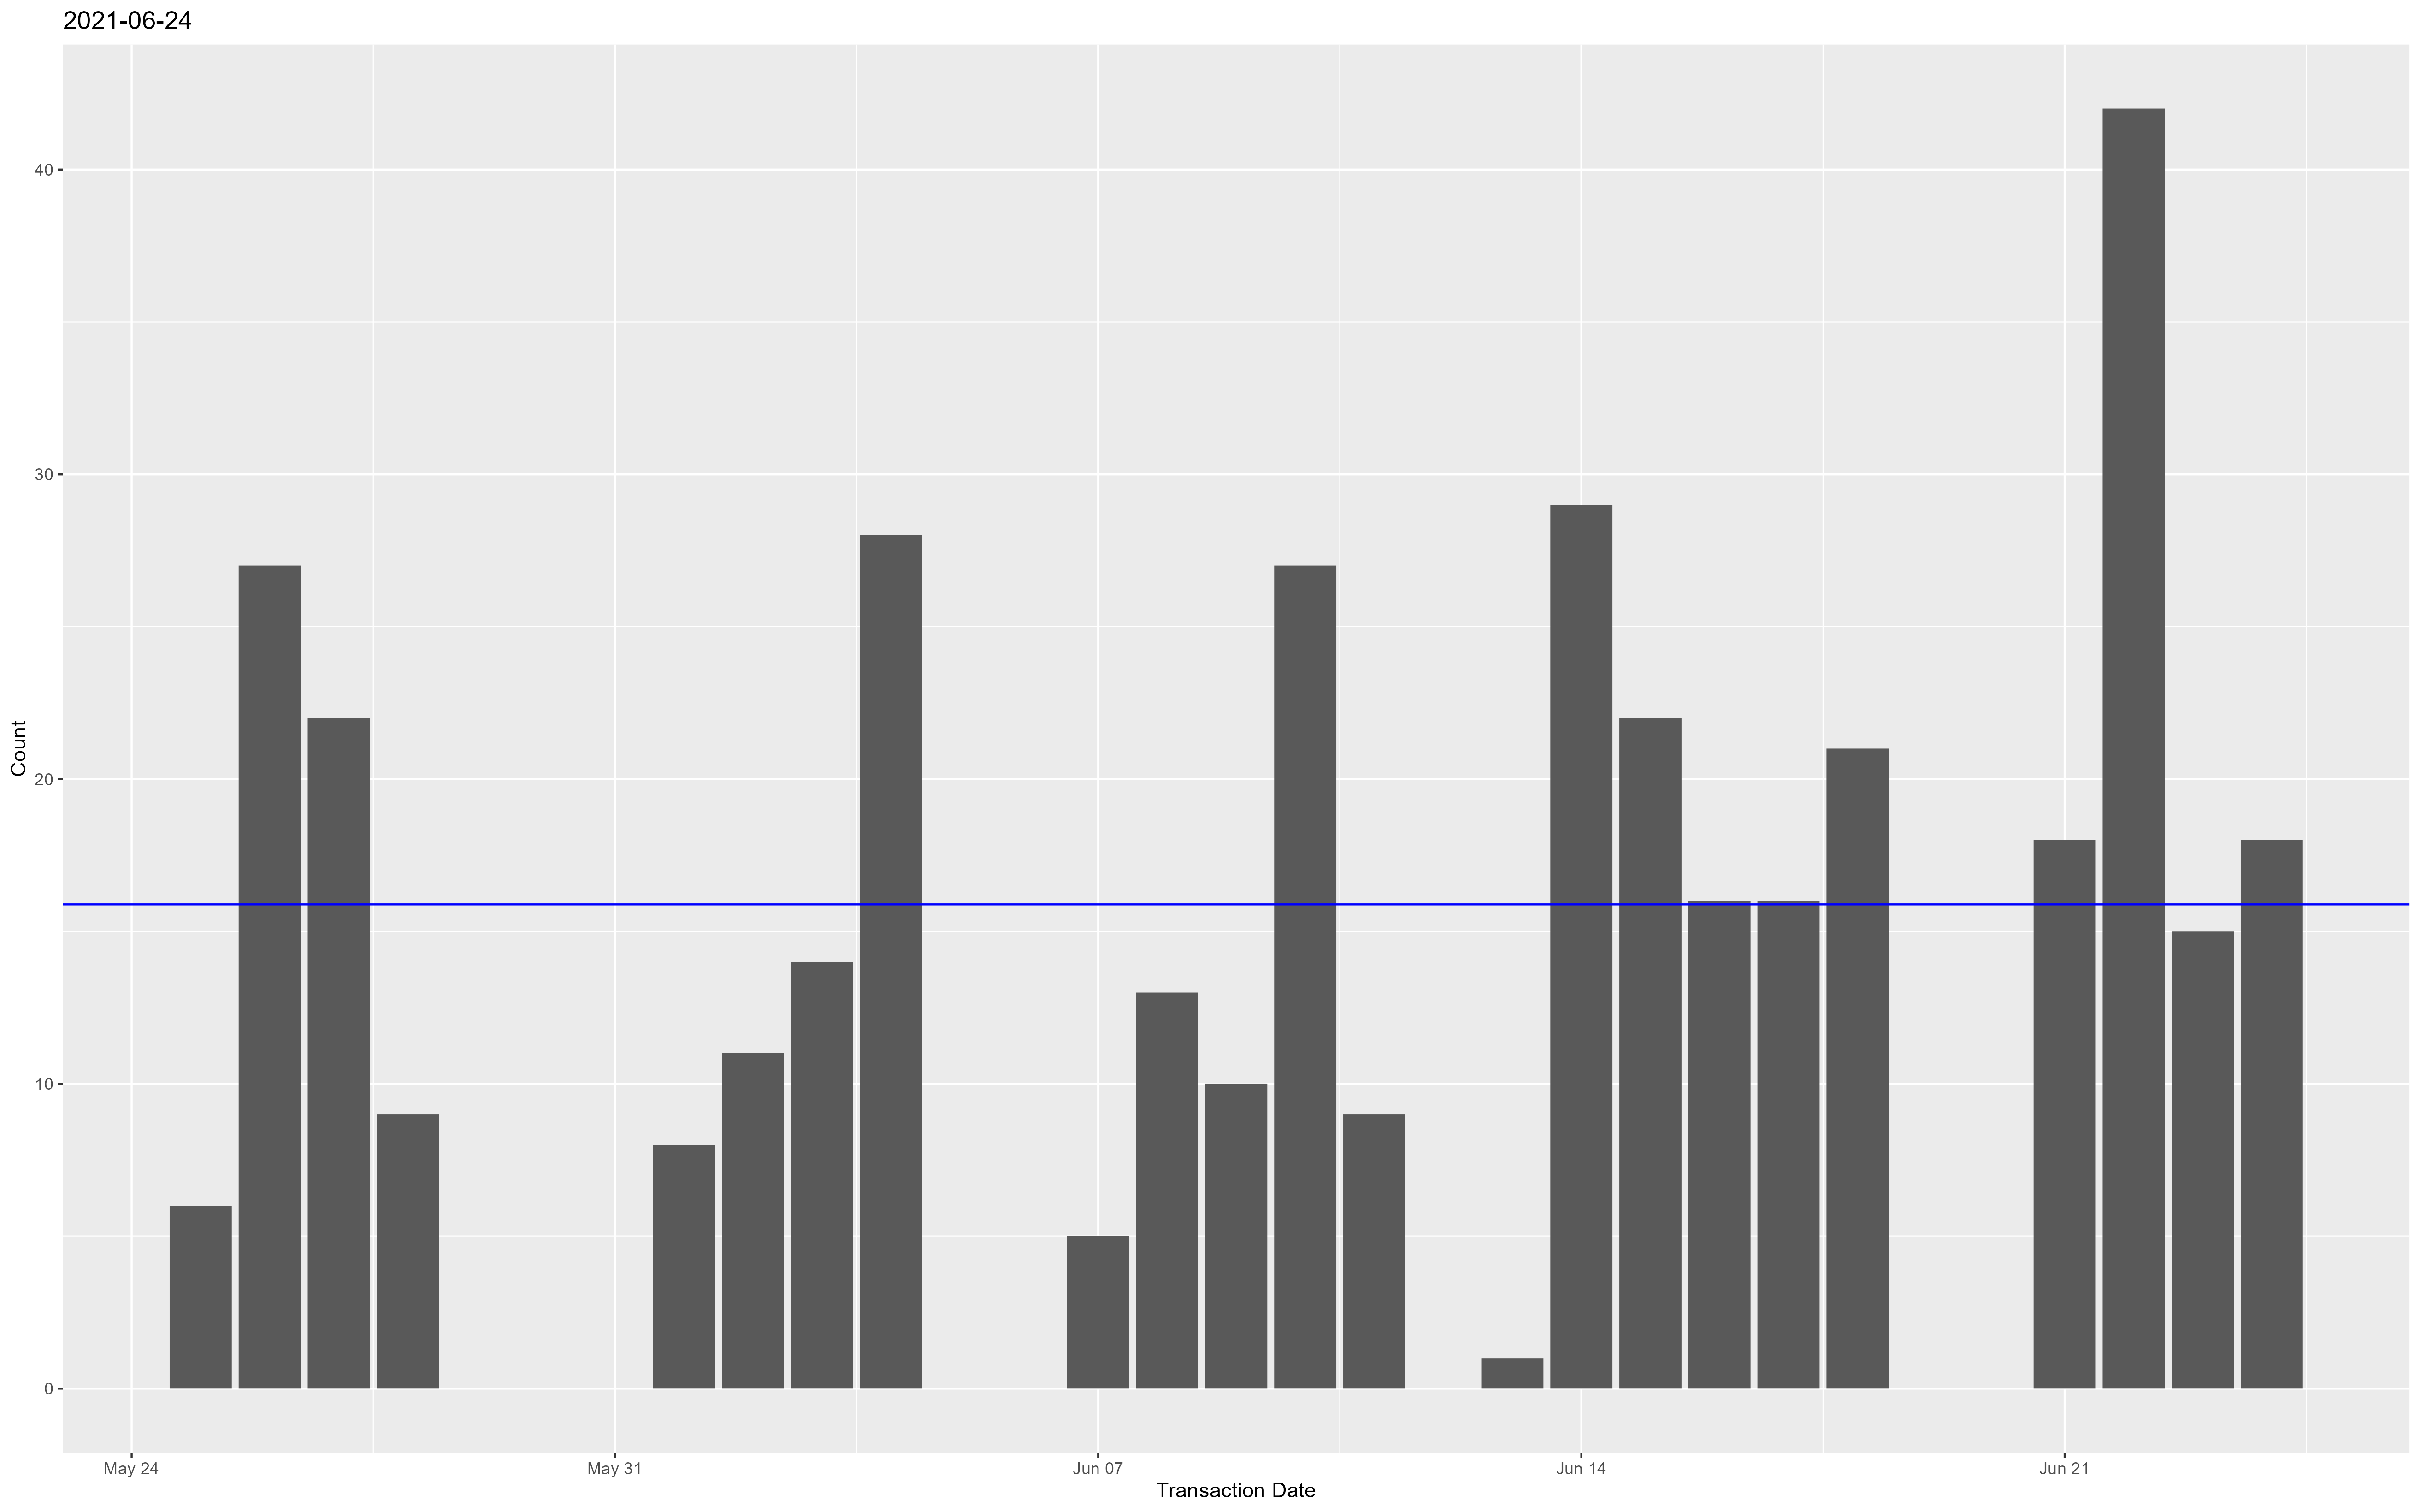 2021-06-24
Count
40
30
20
10
0
May 24
May 31
Jun 07
Jun 14
Jun 21
Transaction Date